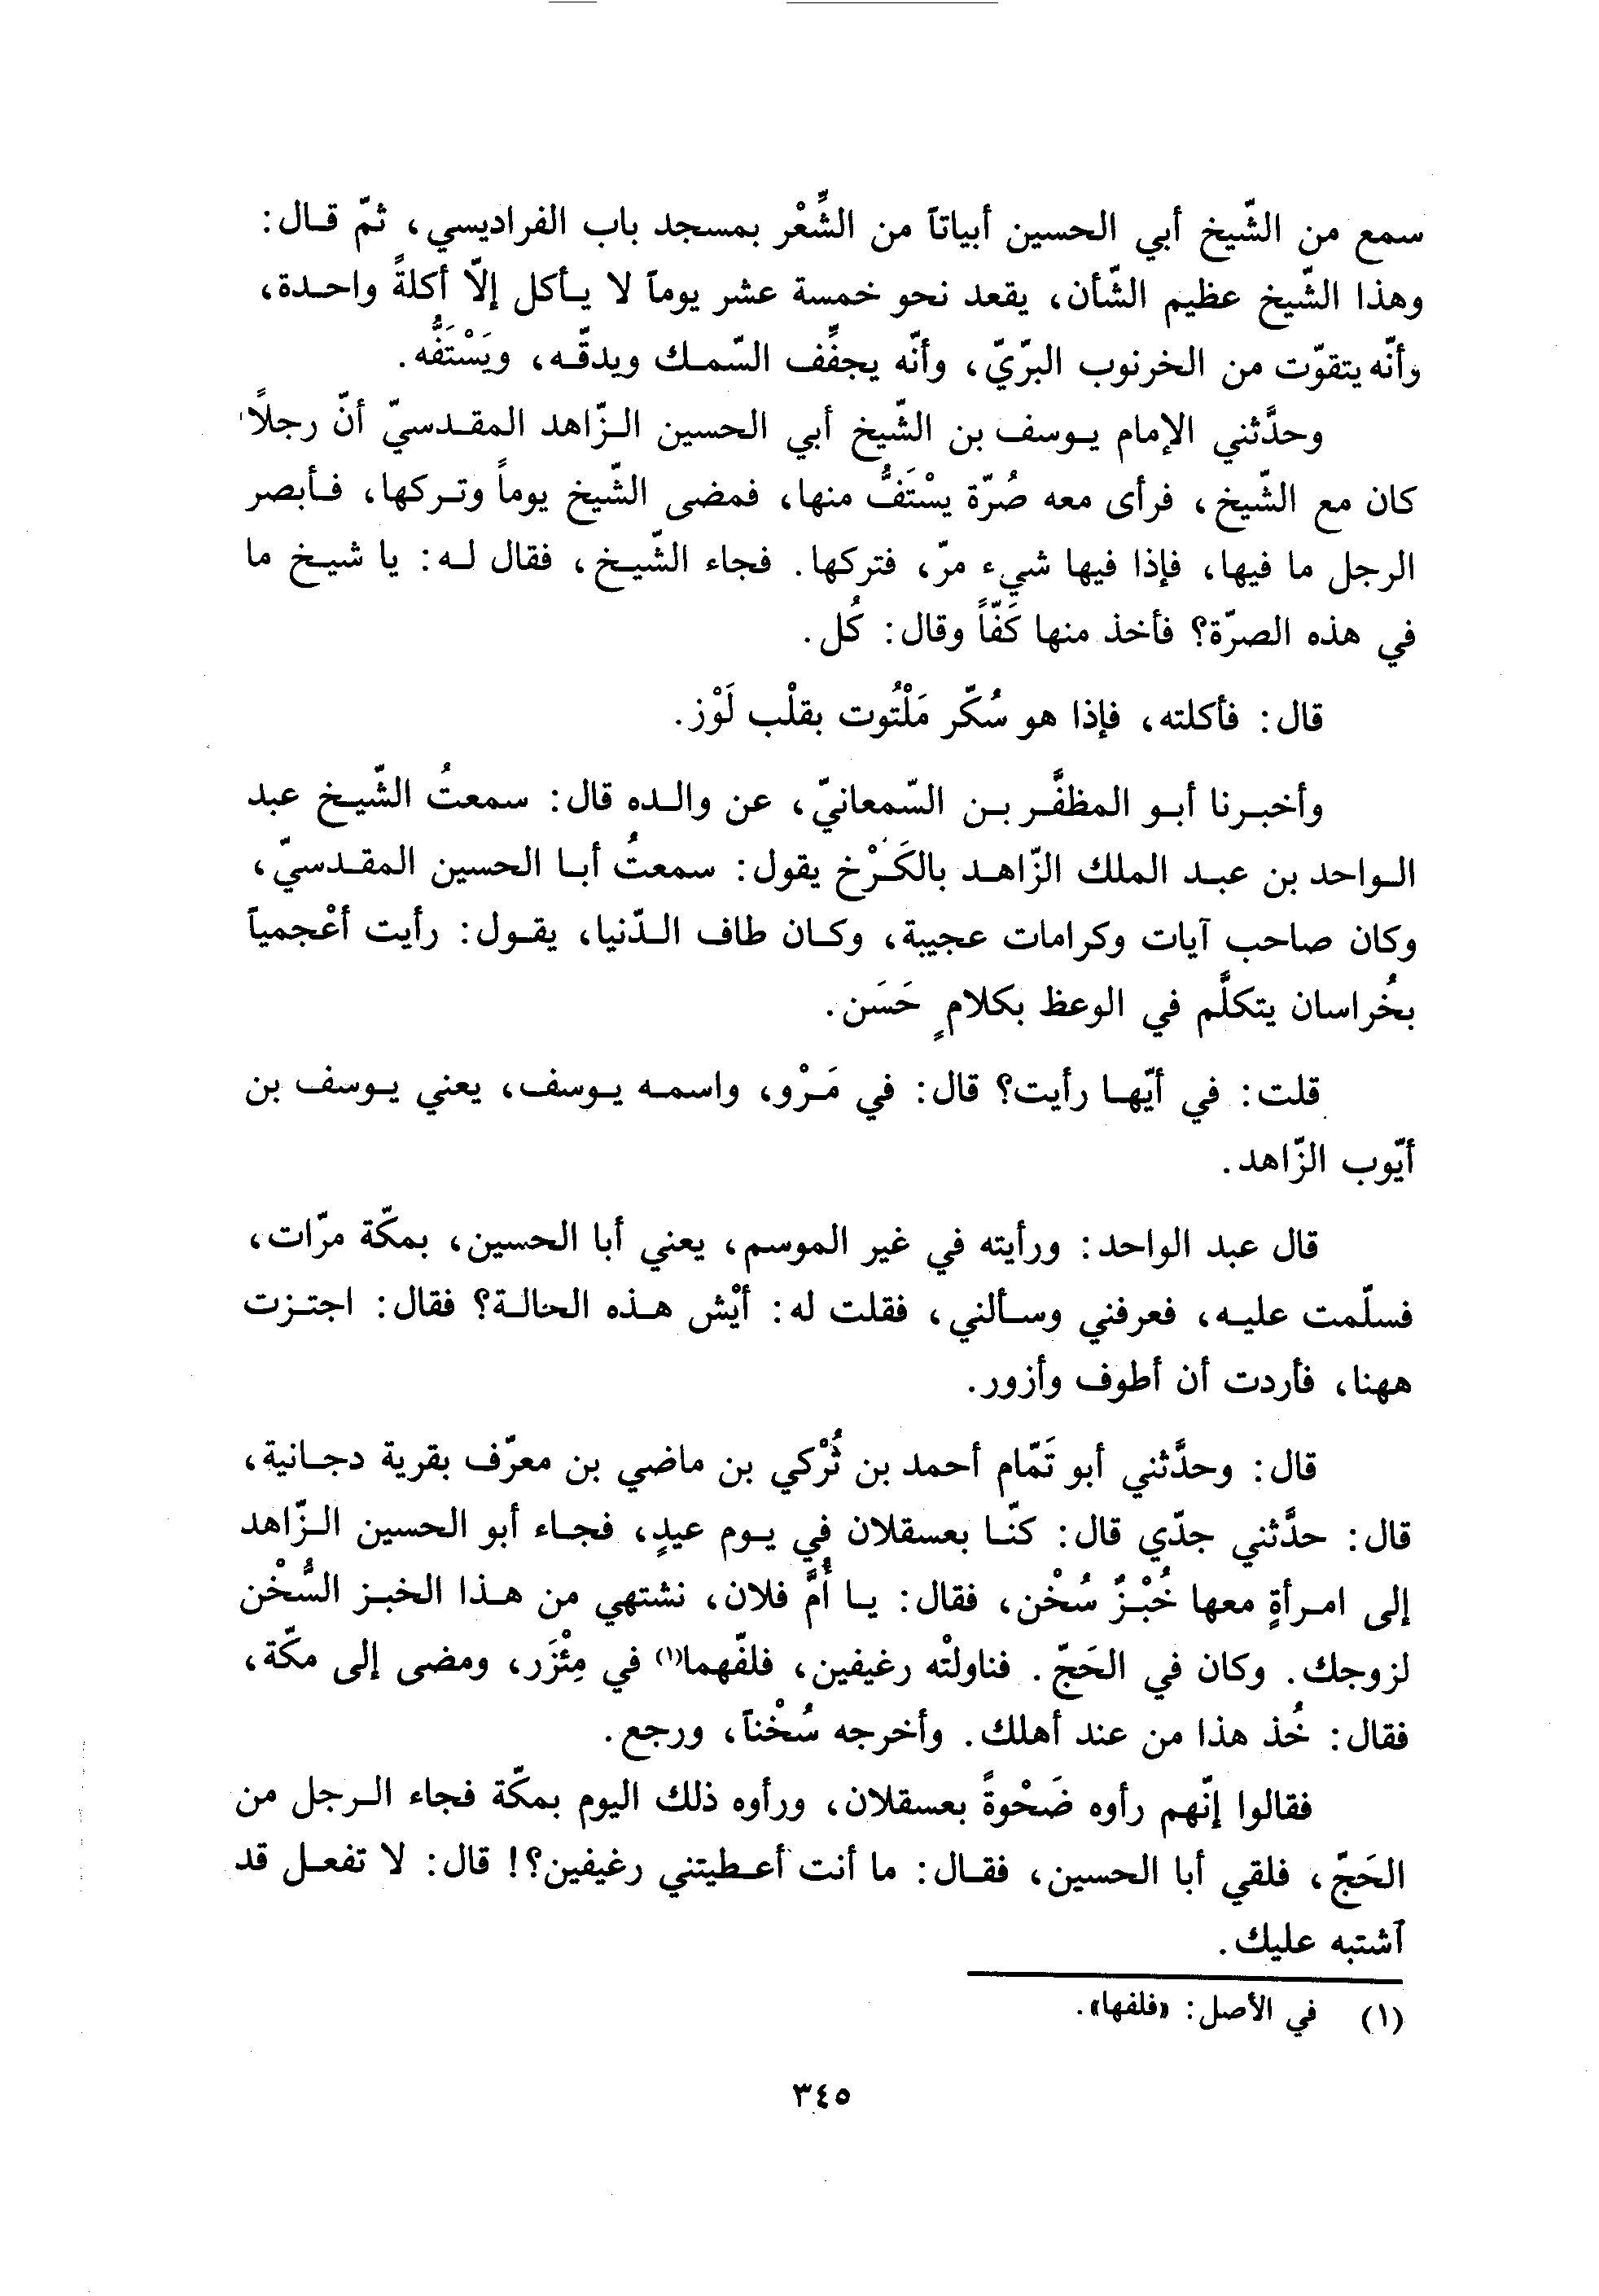 سمع من الشّيخ أبي الحسين أبياتاً من الشِّعْر بمسجد باب الفراديسي، ثمّ قال:
وهذا الشّيخ عظيم الشّأن، يقعد نحو خمسة عشر يوماً لا يأكل إلّا أكلةً واحدة،
وأنّه يتقوّت من الخرنوب البرّيّ، وأنّه يجفِّف السّمك ويدقّه، ويَسْتَفُّه.
وحدَّثني الإمام يوسف بن الشّيخ أبي الحسين الزّاهد المقدسيّ أنّ رجلاً
كان مع الشّيخ، فرأى معه صُرّة يسْتَفُّ منها، فمضى الشّيخ يوماً وتركها، فأبصر
الرجل ما فيها، فإذا فيها شيء مرّ، فتركها. فجاء الشّيخ، فقال له: يا شيخ ما
في هذه الصرّة؟ فأخذ منها كَفّاً وقال: كُل.
قال: فأكلته، فإذا هو سُكّر مَلْتُوت بقلْب لَوْز.
وأخبرنا أبو المظفَّر بن السّمعانيّ، عن والده قال: سمعتُ الشّيخ عبد
الواحد بن عبد الملك الزّاهد بالكَرْخ يقول: سمعتُ أبا الحسين المقدسيّ،
وكان صاحب آيات وكرامات عجيبة، وكان طاف الدّنيا، يقول: رأيت أعْجمياً
بخُراسان يتكلَّم في الوعظ بكلامٍ حَسَن.
قلت: في أيّها رأيت؟ قال: في مَرْو، واسمه يوسف، يعني يوسف بن
أيّوب الزّاهد.
قال عبد الواحد: ورأيته في غير الموسم، يعني أبا الحسين، بمكّة مرّات،
فسلّمت عليه، فعرفني وسألني، فقلت له: أيْش هذه الحالة؟ فقال: اجتزت
ههنا، فأردت أن أطوف وأزور.
قال: وحدَّثني أبو تَمّام أحمد بن تُرْكي بن ماضي بن معرّف بقرية دجانية،
قال: حدَّثني جدّي قال: كنّا بعسقلان في يوم عيدٍ، فجاء أبو الحسين الزّاهد
إلى امرأةٍ معها خُبْزٌ سُخْن، فقال: يا أُمَّ فلان، نشتهي من هذا الخبز السُّخْن
لزوجك. وكان في الحَجّ. فناولتْه رغيفين، فلفّهما(١) في مِئْزَر، ومضى إلى مكّة،
فقال: خُذ هذا من عند أهلك. وأخرجه سُخْناً، ورجع.
فقالوا إنّهم رأوه ضَحْوةً بعسقلان، ورأوه ذلك اليوم بمكّة فجاء الرجل من
الحَجّ، فلقي أبا الحسين، فقال: ما أنت أعطيتني رغيفين؟! قال: لا تفعل قد
آشتبه عليك.
(١) في الأصل: «فلفها».
٣٤٥